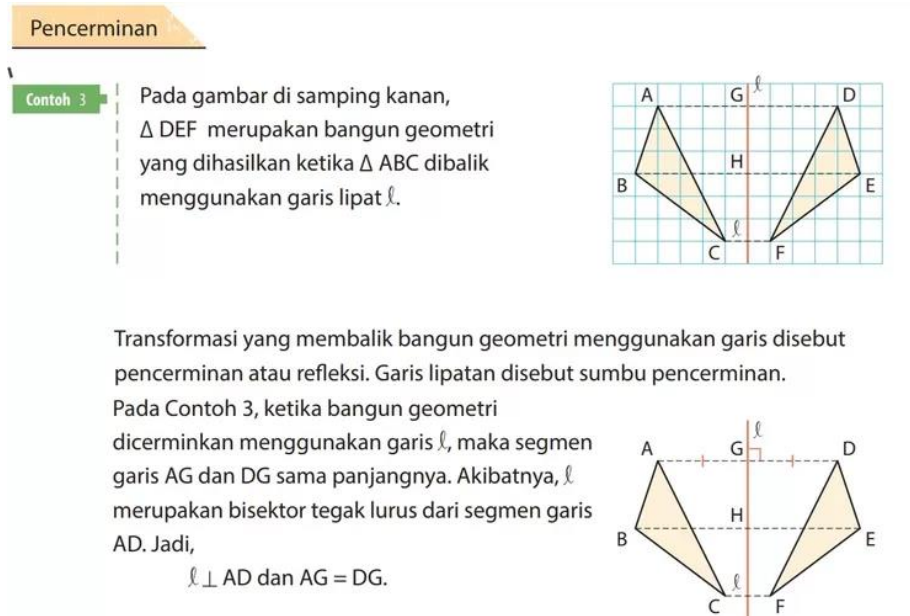 Pencerminan
Contoh 3
Pada gambar di samping kanan,
Δ DEF merupakan bangun geometri
yang dihasilkan ketika Δ ABC dibalik
menggunakan garis lipat ℓ.
A G ℓ D
H
B E
ℓ
C F
Transformasi yang membalik bangun geometri menggunakan garis disebut
pencerminan atau refleksi. Garis lipatan disebut sumbu pencerminan.
Pada Contoh 3, ketika bangun geometri
dicerminkan menggunakan garis ℓ, maka segmen
garis AG dan DG sama panjangnya. Akibatnya, ℓ
merupakan bisektor tegak lurus dari segmen garis
AD. Jadi,
ℓ ⊥ AD dan AG = DG.
A G ℓ D
H
B E
ℓ
C F